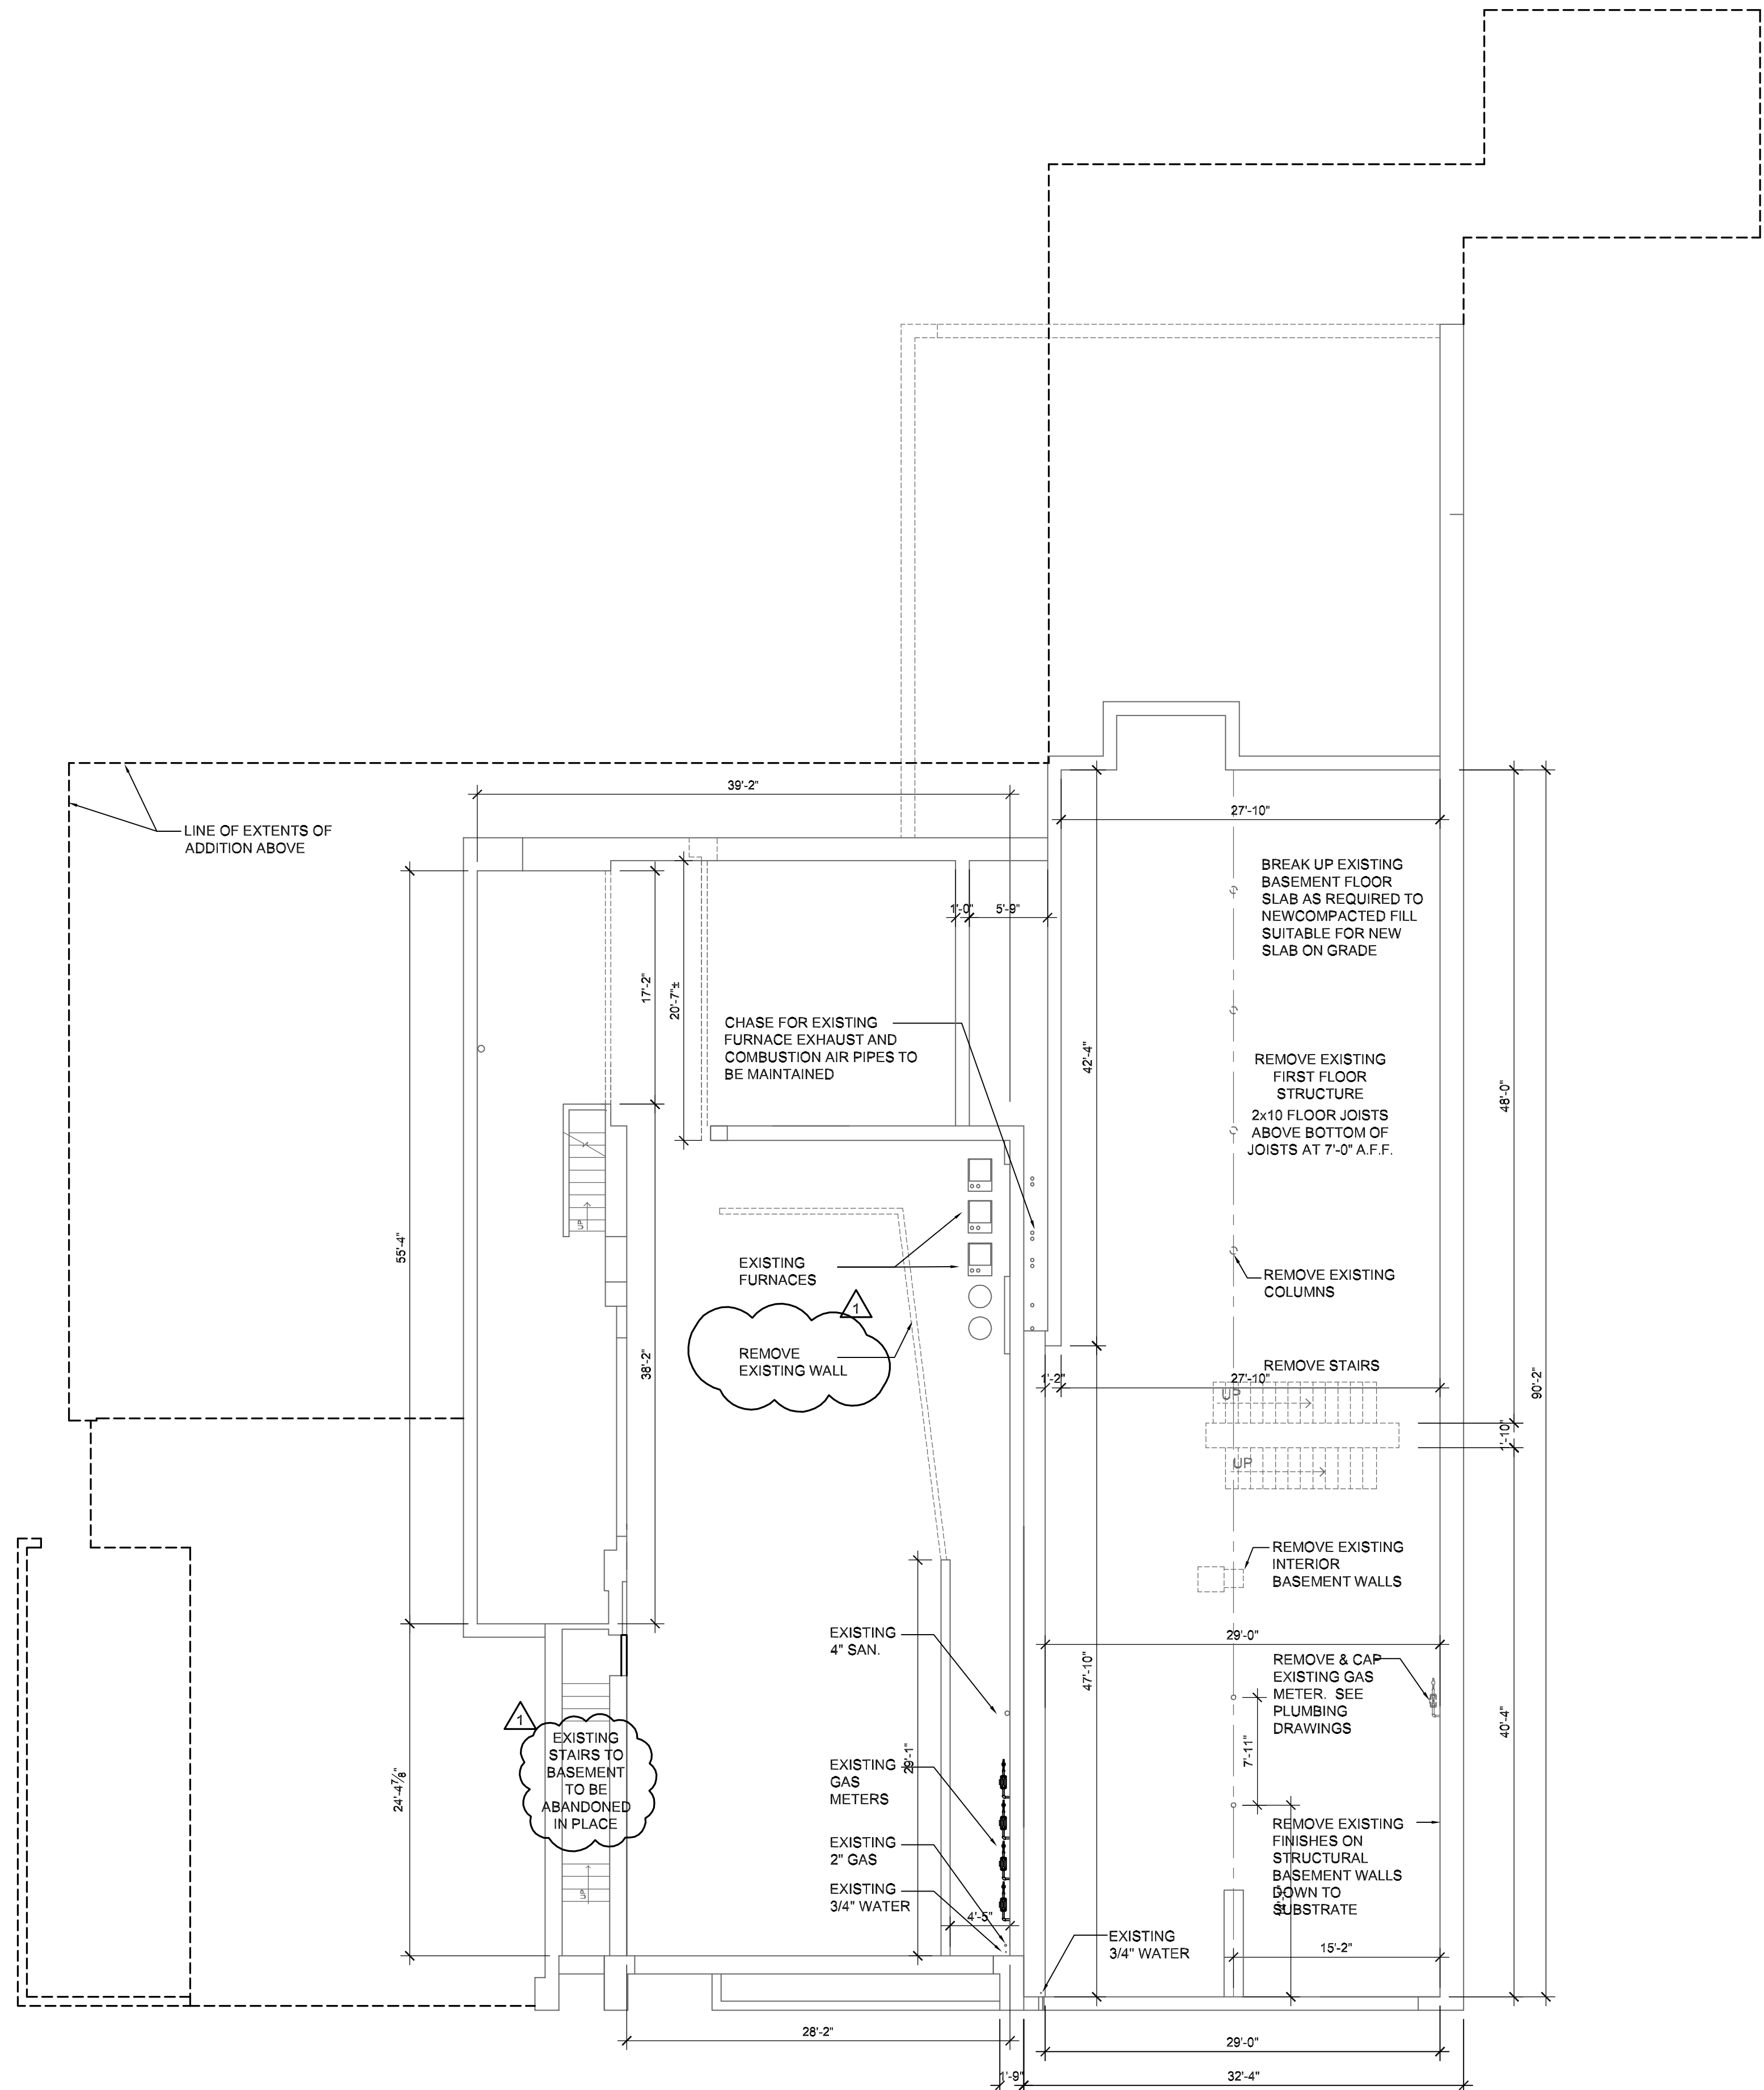 39'-2"
27'-10"
LINE OF EXTENTS OF
ADDITION ABOVE
BREAK UP EXISTING
BASEMENT FLOOR
SLAB AS REQUIRED TO
NEWCOMPACTED FILL
SUITABLE FOR NEW
SLAB ON GRADE
1'-0"
5'-9"
17'-2"
20'-7"±
CHASE FOR EXISTING
FURNACE EXHAUST AND
COMBUSTION AIR PIPES TO
BE MAINTAINED
42'-4"
REMOVE EXISTING
FIRST FLOOR
STRUCTURE
2x10 FLOOR JOISTS
ABOVE BOTTOM OF
JOISTS AT 7'-0" A.F.F.
48'-0"
UP
55'-4"
EXISTING
FURNACES
REMOVE EXISTING
COLUMNS
1
REMOVE
EXISTING WALL
38'-2"
REMOVE STAIRS
1'-2"
27'-10"
UP
90'-2"
1'-10"
UP
REMOVE EXISTING
INTERIOR
BASEMENT WALLS
EXISTING
4" SAN.
29'-0"
47'-10"
REMOVE & CAP
EXISTING GAS
METER. SEE
PLUMBING
DRAWINGS
40'-4"
7'-11"
1
EXISTING
STAIRS TO
BASEMENT
TO BE
ABANDONED
IN PLACE
24'-4⅞"
29'-1"
EXISTING
GAS
METERS
EXISTING
2" GAS
EXISTING
3/4" WATER
REMOVE EXISTING
FINISHES ON
STRUCTURAL
BASEMENT WALLS
DOWN TO
SUBSTRATE
UP
4'-5"
EXISTING
3/4" WATER
15'-2"
28'-2"
29'-0"
1'-9"
32'-4"